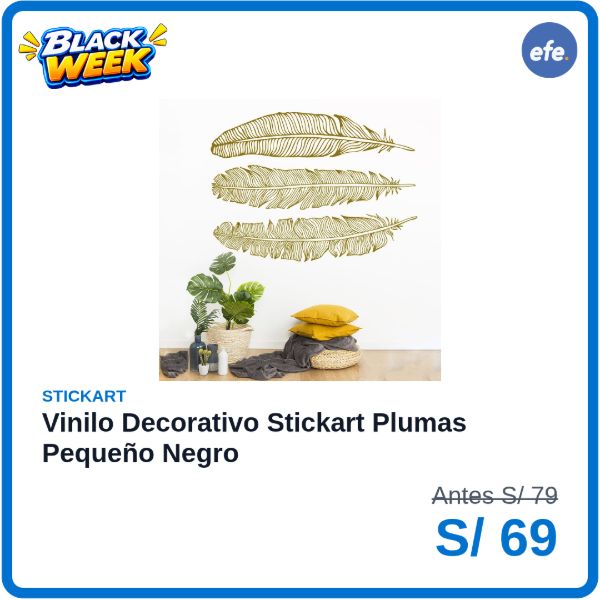 BLACK
WEEK
efe.
STICKART
Vinilo Decorativo Stickart Plumas
Pequeño Negro
Antes S/ 79
S/ 69